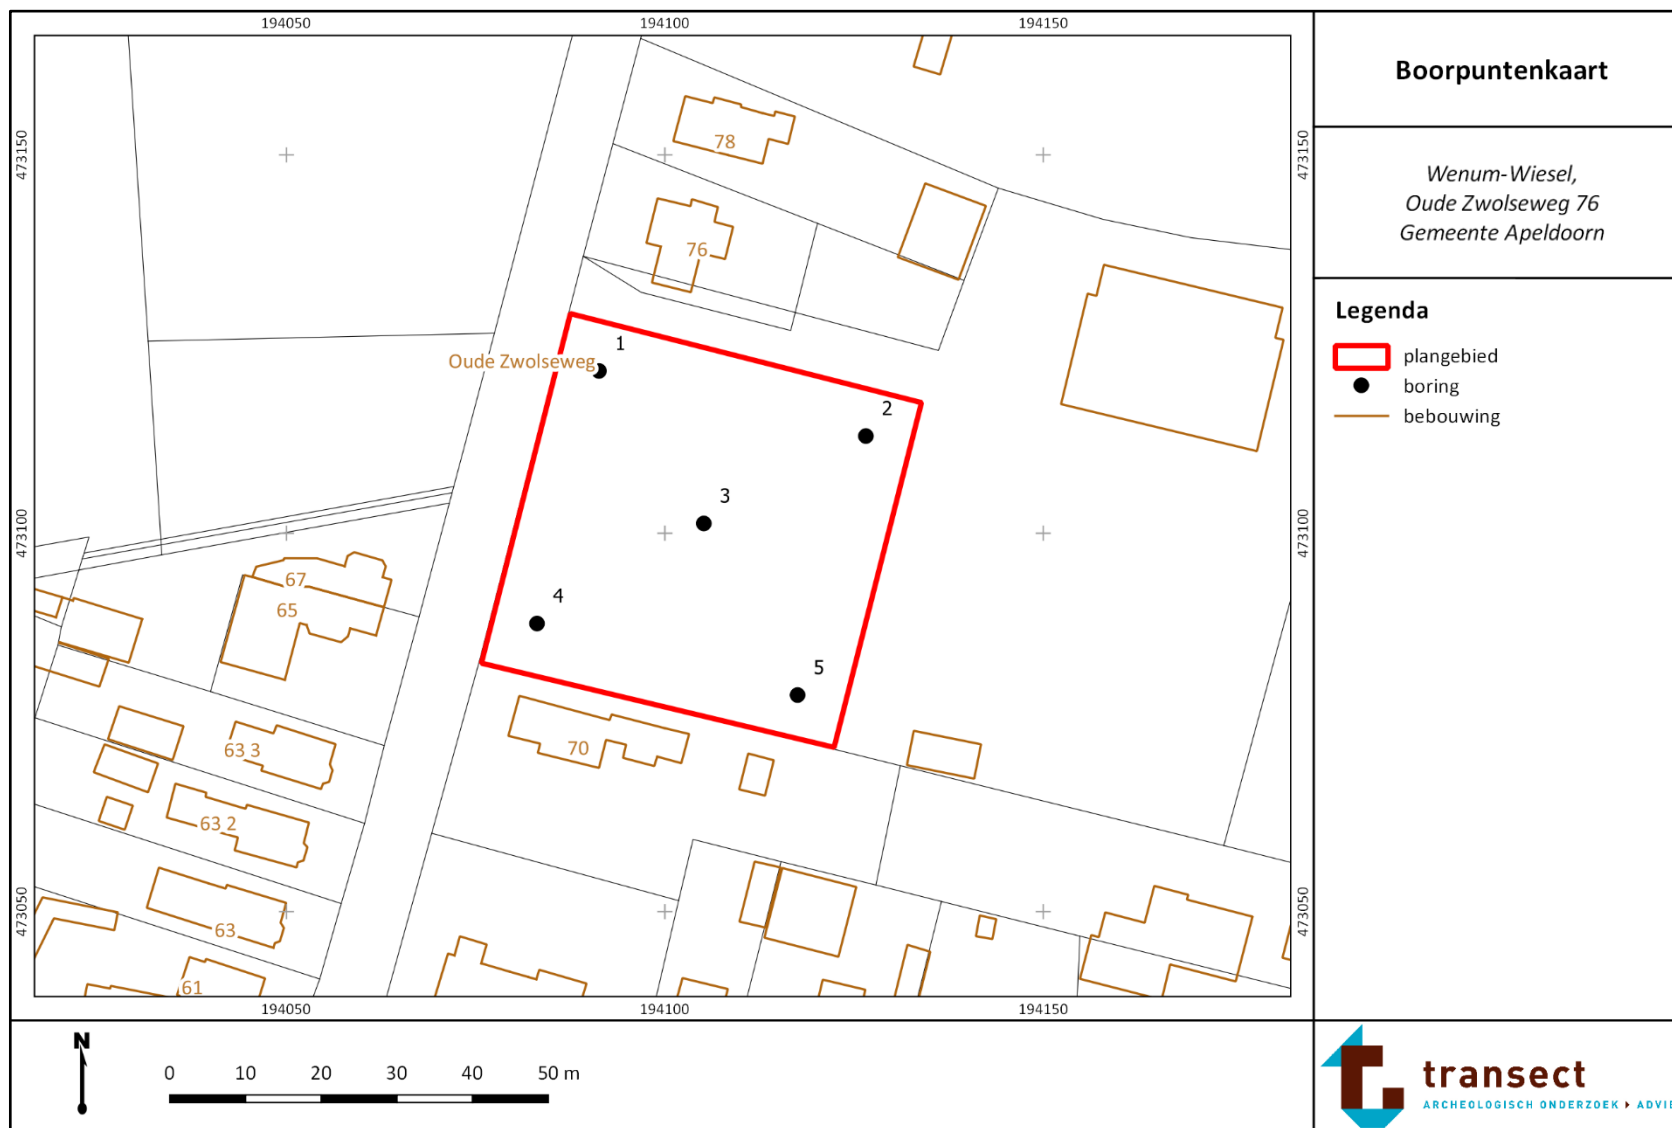 194050
194100
194150
473150
473150
473100
473100
473050
473050
78
76
Oude Zwolseweg
1
2
3
4
5
67
65
63 3
63 2
63
61
70
194050
194100
194150
Boorpuntenkaart
Wenum-Wiesel,
Oude Zwolseweg 76
Gemeente Apeldoorn
Legenda
plangebied
boring
bebouwing
N
0 10 20 30 40 50 m
transect
ARCHEOLOGISCH ONDERZOEK ADVIE